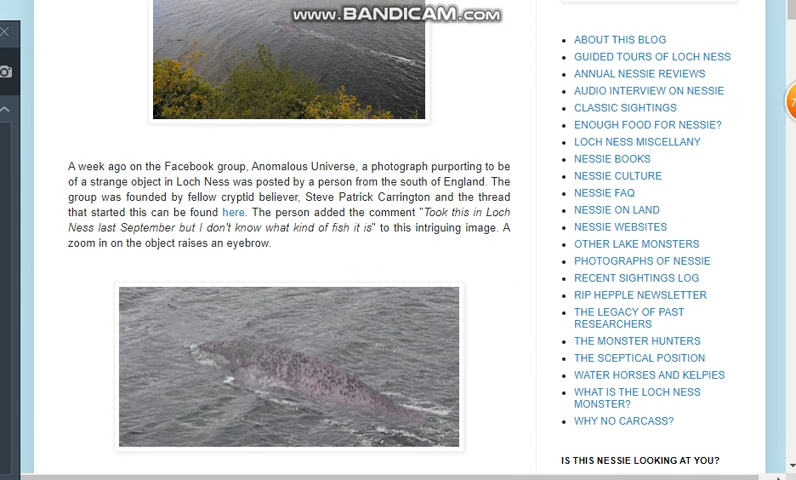 www.BANDICAM.com
A week ago on the Facebook group, Anomalous Universe, a photograph purporting to be
of a strange object in Loch Ness was posted by a person from the south of England. The
group was founded by fellow cryptid believer, Steve Patrick Carrington and the thread
that started this can be found here. The person added the comment "Took this in Loch
Ness last September but I don't know what kind of fish it is" to this intriguing image. A
zoom in on the object raises an eyebrow.
ABOUT THIS BLOG
GUIDED TOURS OF LOCH NESS
ANNUAL NESSIE REVIEWS
AUDIO INTERVIEW ON NESSIE
CLASSIC SIGHTINGS
ENOUGH FOOD FOR NESSIE?
LOCH NESS MISCELLANY
NESSIE BOOKS
NESSIE CULTURE
NESSIE FAQ
NESSIE ON LAND
NESSIE WEBSITES
OTHER LAKE MONSTERS
PHOTOGRAPHS OF NESSIE
RECENT SIGHTINGS LOG
RIP HEPPLE NEWSLETTER
THE LEGACY OF PAST
RESEARCHERS
THE MONSTER HUNTERS
THE SCEPTICAL POSITION
WATER HORSES AND KELPIES
WHAT IS THE LOCH NESS
MONSTER?
WHY NO CARCASS?
IS THIS NESSIE LOOKING AT YOU?